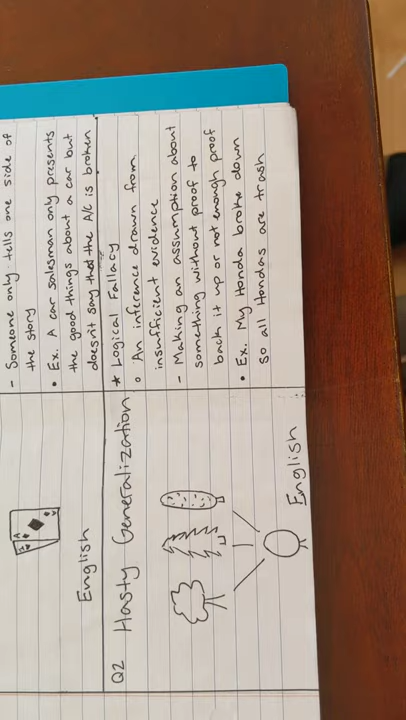 - Someone only tells one side of
the story
• Ex. A car salesman only presents
the good things about a car but
doesn't say that the A/C is broken
English
Q2 Hasty Generalization
* Logical Fallacy
o An inference drawn from
insufficient evidence
- Making an assumption about
something without proof to
back it up or not enough proof
• Ex. My Honda broke down
so all Hondas are trash
English